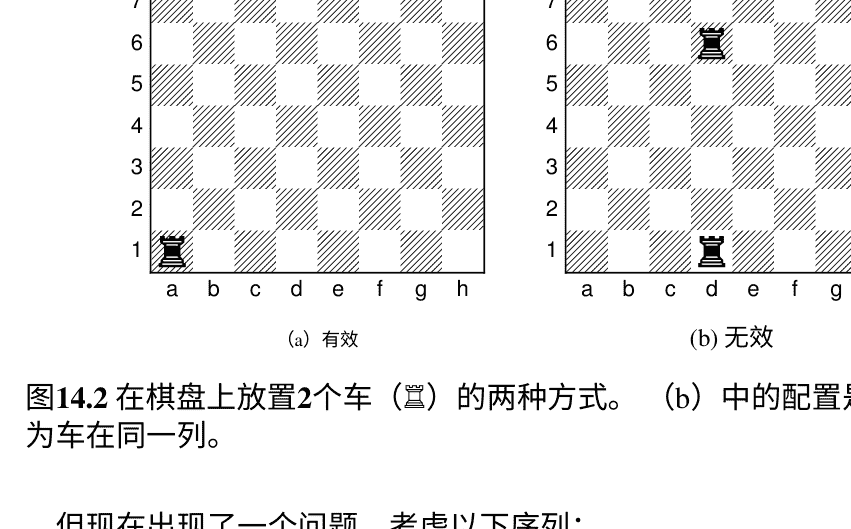 7 7
6 6
5 5
4 4
3 3
2 2
1 1
a b c d e f g h a b c d e f g
（a）有效 (b) 无效
图14.2 在棋盘上放置2个车（♖）的两种方式。 （b）中的配置是
为车在同一列。
但现在出现了一个问题。考虑以下序列：